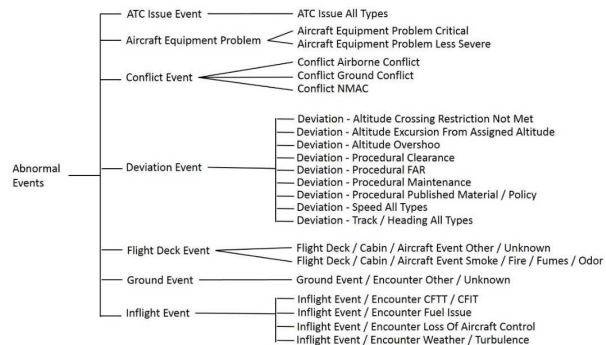 ATC Issue Event
ATC Issue All Types
Aircraft Equipment Problem
Aircraft Equipment Problem Critical
Aircraft Equipment Problem Less Severe
Conflict Event
Conflict Airborne Conflict
Conflict Ground Conflict
Conflict NMAC
Abnormal
Events
Deviation Event
Deviation - Altitude Crossing Restriction Not Met
Deviation - Altitude Excursion From Assigned Altitude
Deviation - Altitude Overshoo
Deviation - Procedural Clearance
Deviation - Procedural FAR
Deviation - Procedural Maintenance
Deviation - Procedural Published Material / Policy
Deviation - Speed All Types
Deviation - Track / Heading All Types
Flight Deck Event
Flight Deck / Cabin / Aircraft Event Other / Unknown
Flight Deck / Cabin / Aircraft Event Smoke / Fire / Fumes / Odor
Ground Event
Ground Event / Encounter Other / Unknown
Inflight Event
Inflight Event / Encounter CFTT / CFIT
Inflight Event / Encounter Fuel Issue
Inflight Event / Encounter Loss Of Aircraft Control
Inflight Event / Encounter Weather / Turbulence